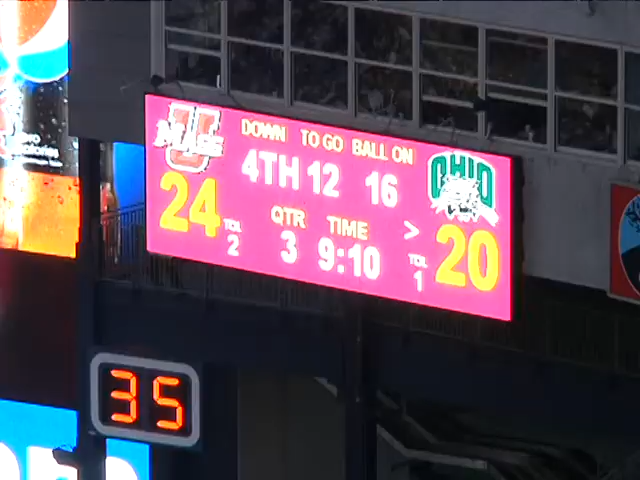 MASS
DOWN TO GO BALL ON
4TH 12 16
OHIO
24
TOL 2
QTR TIME
3 9:10
>
TOL 1
20
35